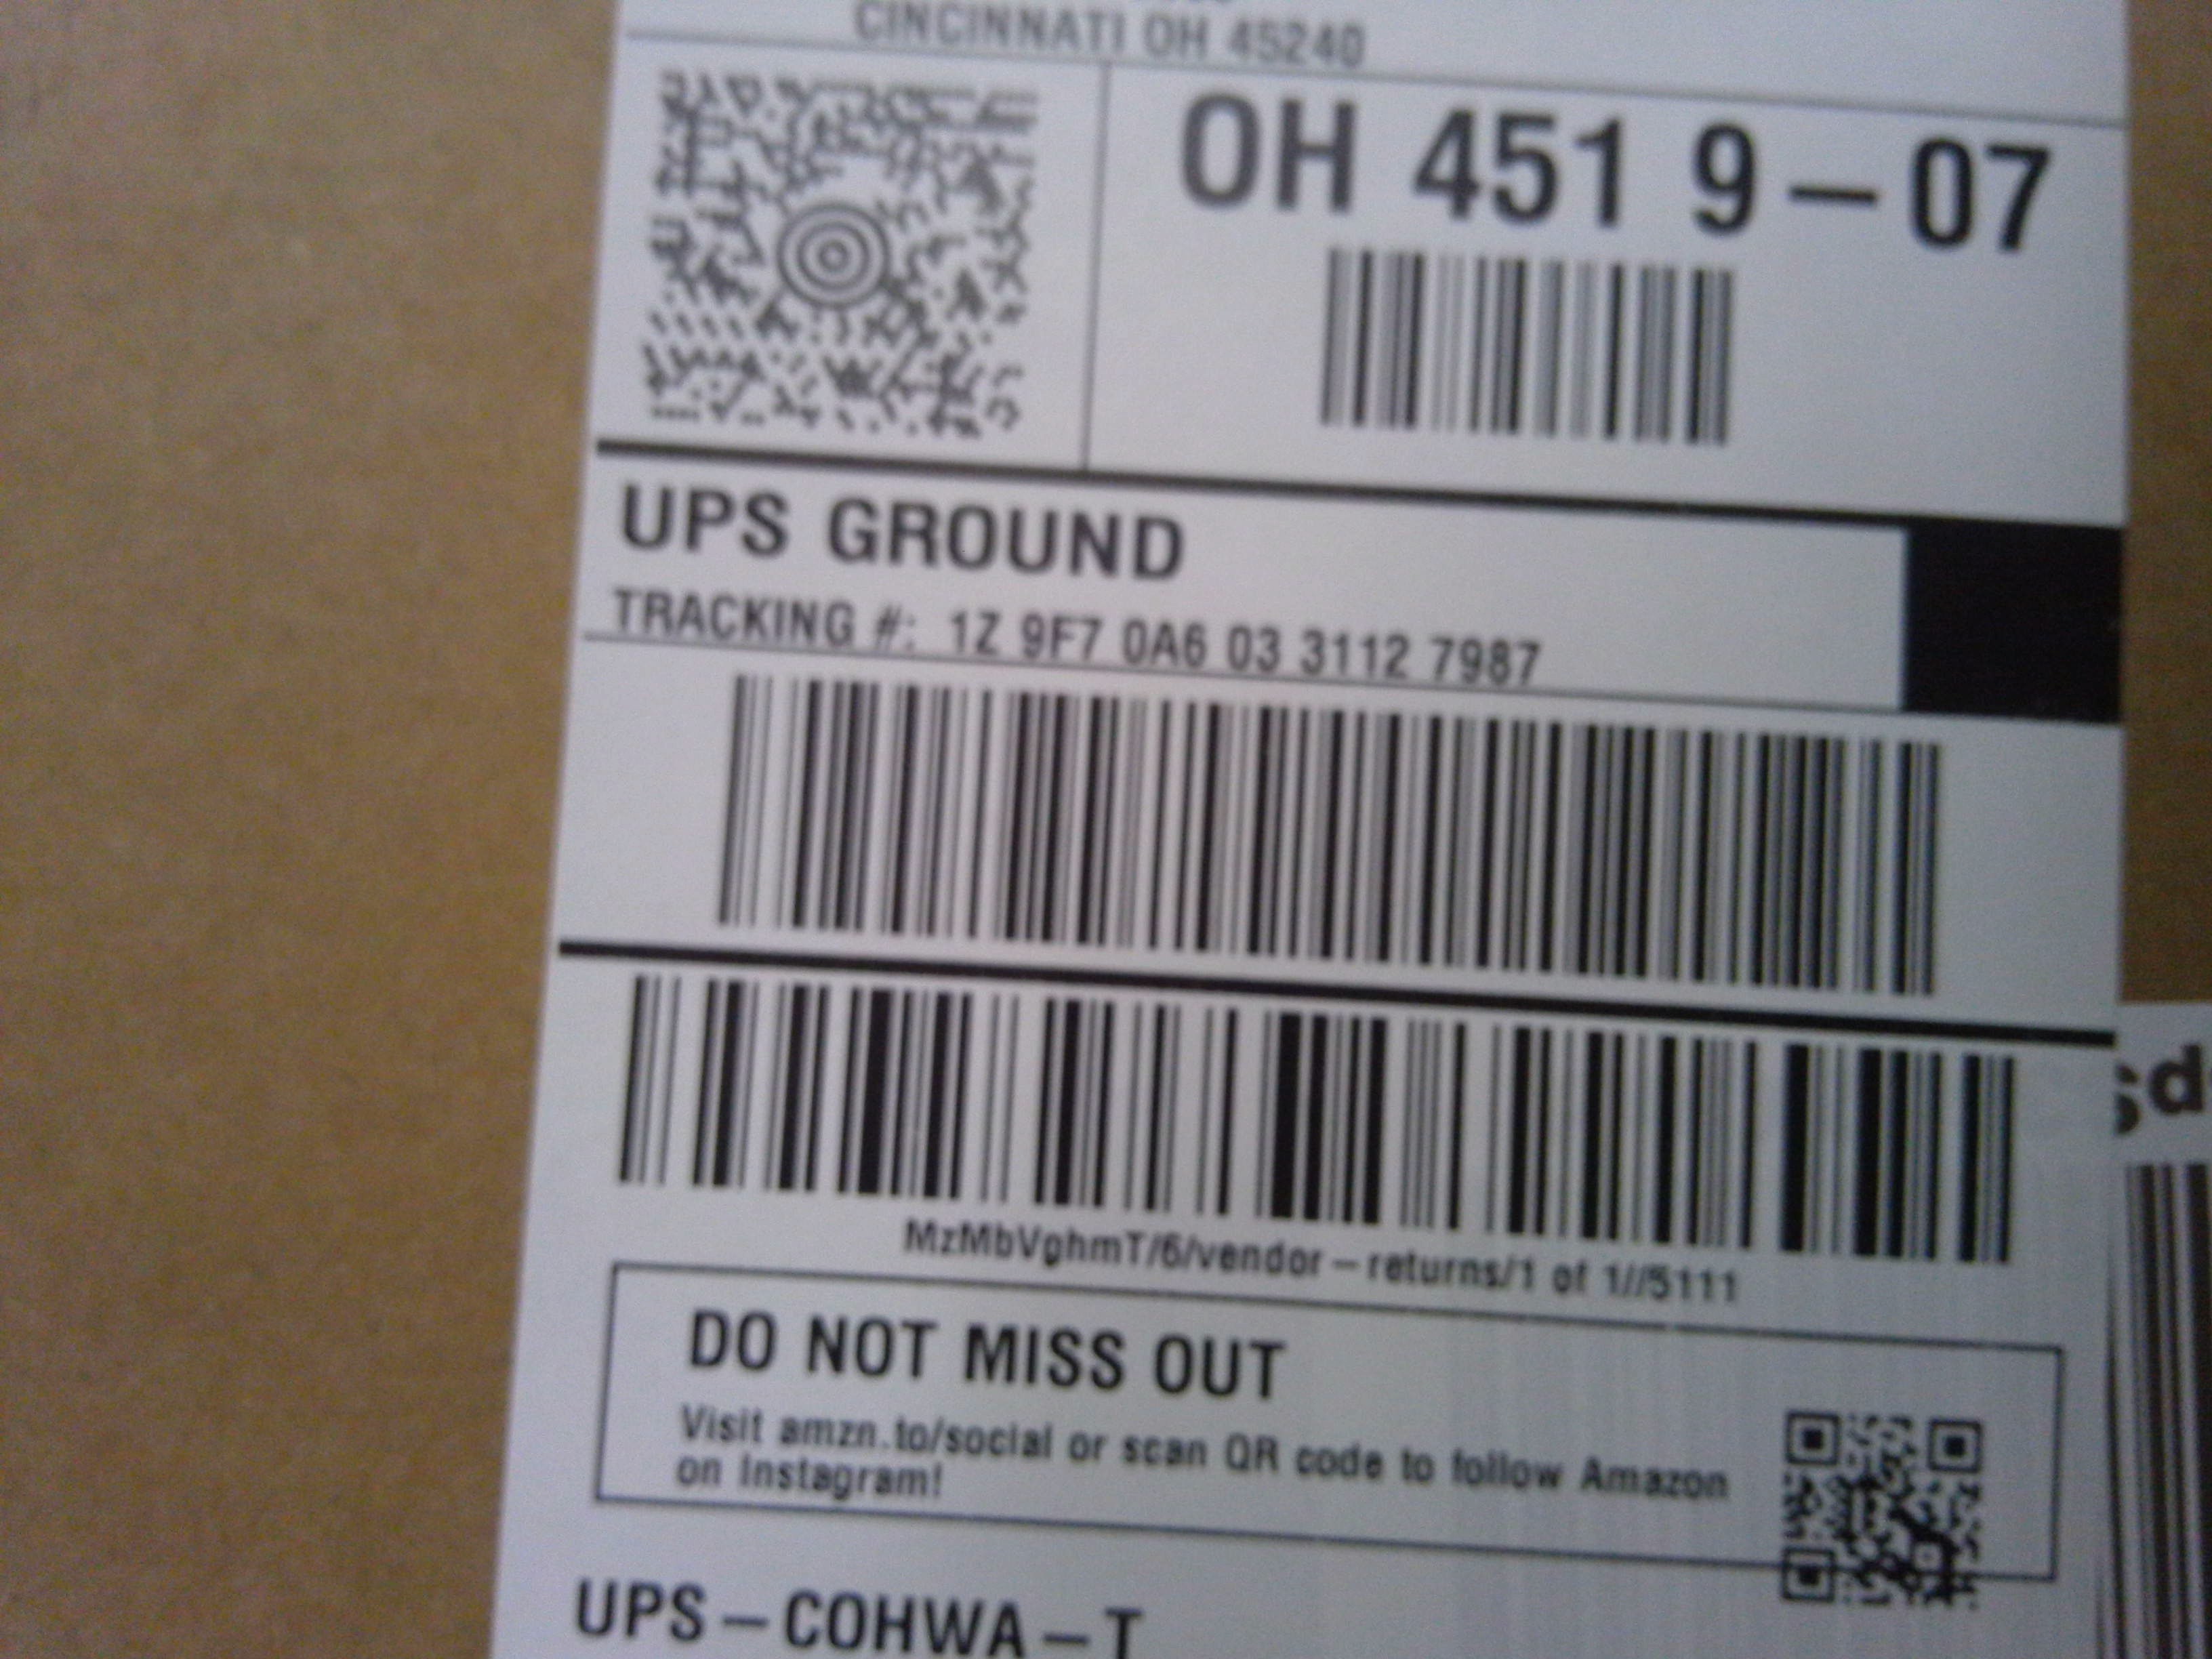 CINCINNATI OH 45240
OH 451 9-07
UPS GROUND
TRACKING #: 1Z 9F7 0A6 03 3112 7987
MzMbVghmT/6/vendor-returns/1 of 1//5111
DO NOT MISS OUT
Visit amzn.to/social or scan QR code to follow Amazon
on Instagram!
UPS-COHWA-T